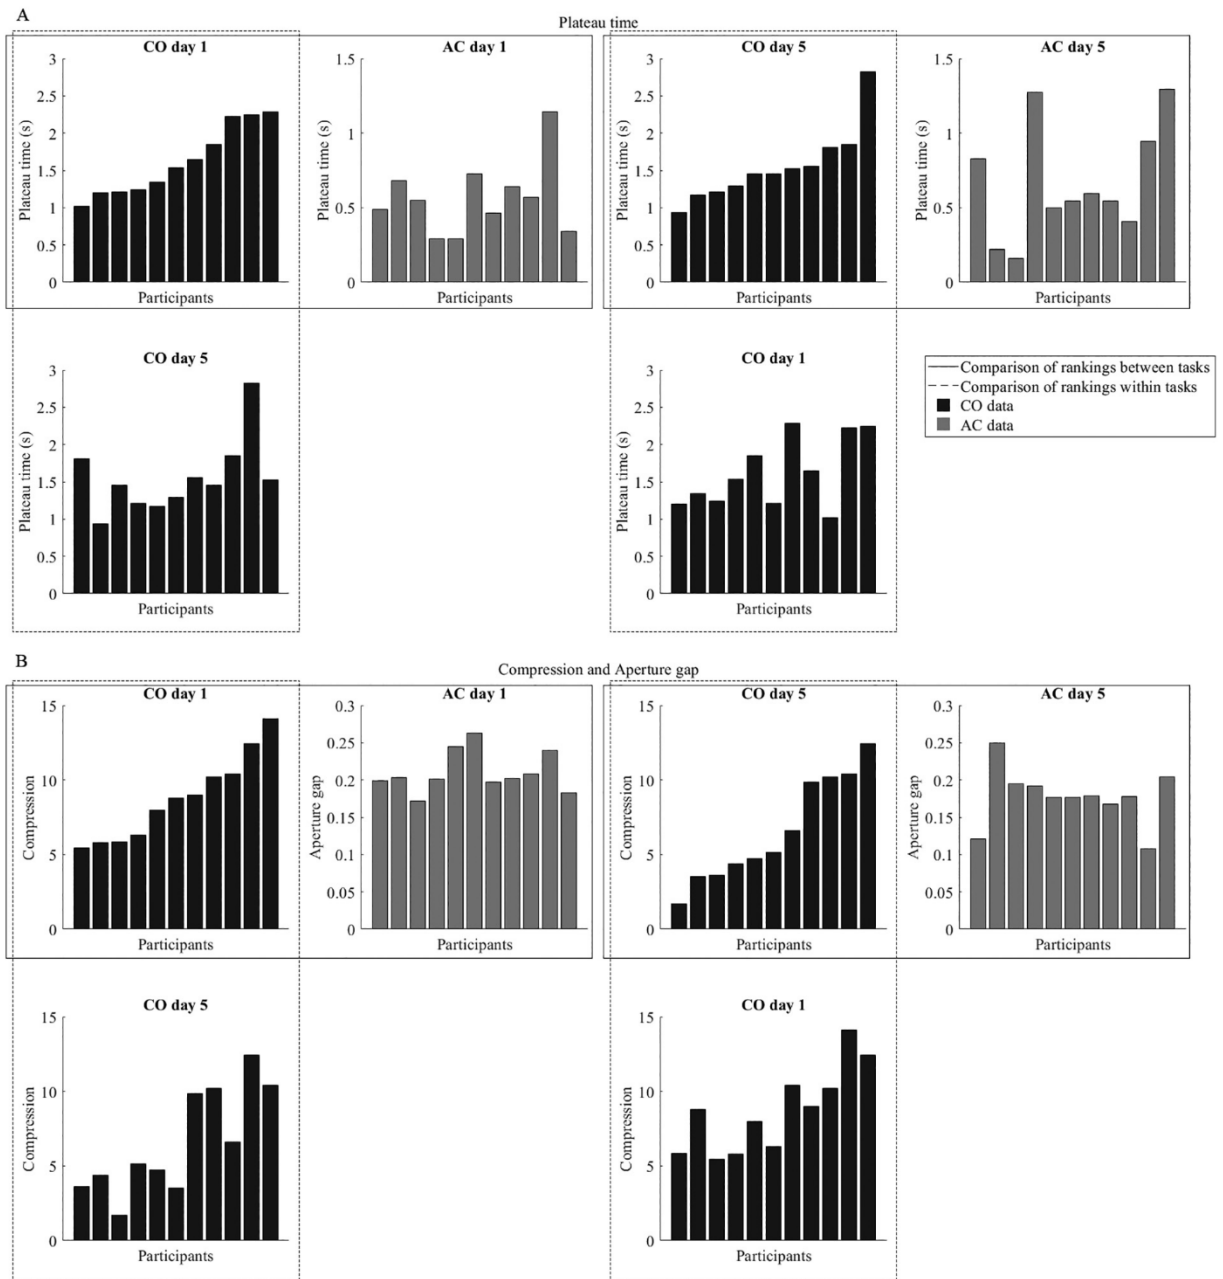 A
Plateau time
CO day 1
AC day 1
CO day 5
AC day 5
3
2.5
2
1.5
1
0.5
0
Plateau time (s)
Participants
1.5
1
0.5
0
Plateau time (s)
Participants
3
2.5
2
1.5
1
0.5
0
Plateau time (s)
Participants
1.5
1
0.5
0
Plateau time (s)
Participants
CO day 5
3
2.5
2
1.5
1
0.5
0
Plateau time (s)
Participants
CO day 1
3
2.5
2
1.5
1
0.5
0
Plateau time (s)
Participants
Comparison of rankings between tasks
Comparison of rankings within tasks
CO data
AC data
B
Compression and Aperture gap
CO day 1
AC day 1
CO day 5
AC day 5
15
10
5
0
Compression
Participants
0.3
0.25
0.2
0.15
0.1
0.05
0
Aperture gap
Participants
15
10
5
0
Compression
Participants
0.3
0.25
0.2
0.15
0.1
0.05
0
Aperture gap
Participants
CO day 5
15
10
5
0
Compression
Participants
CO day 1
15
10
5
0
Compression
Participants